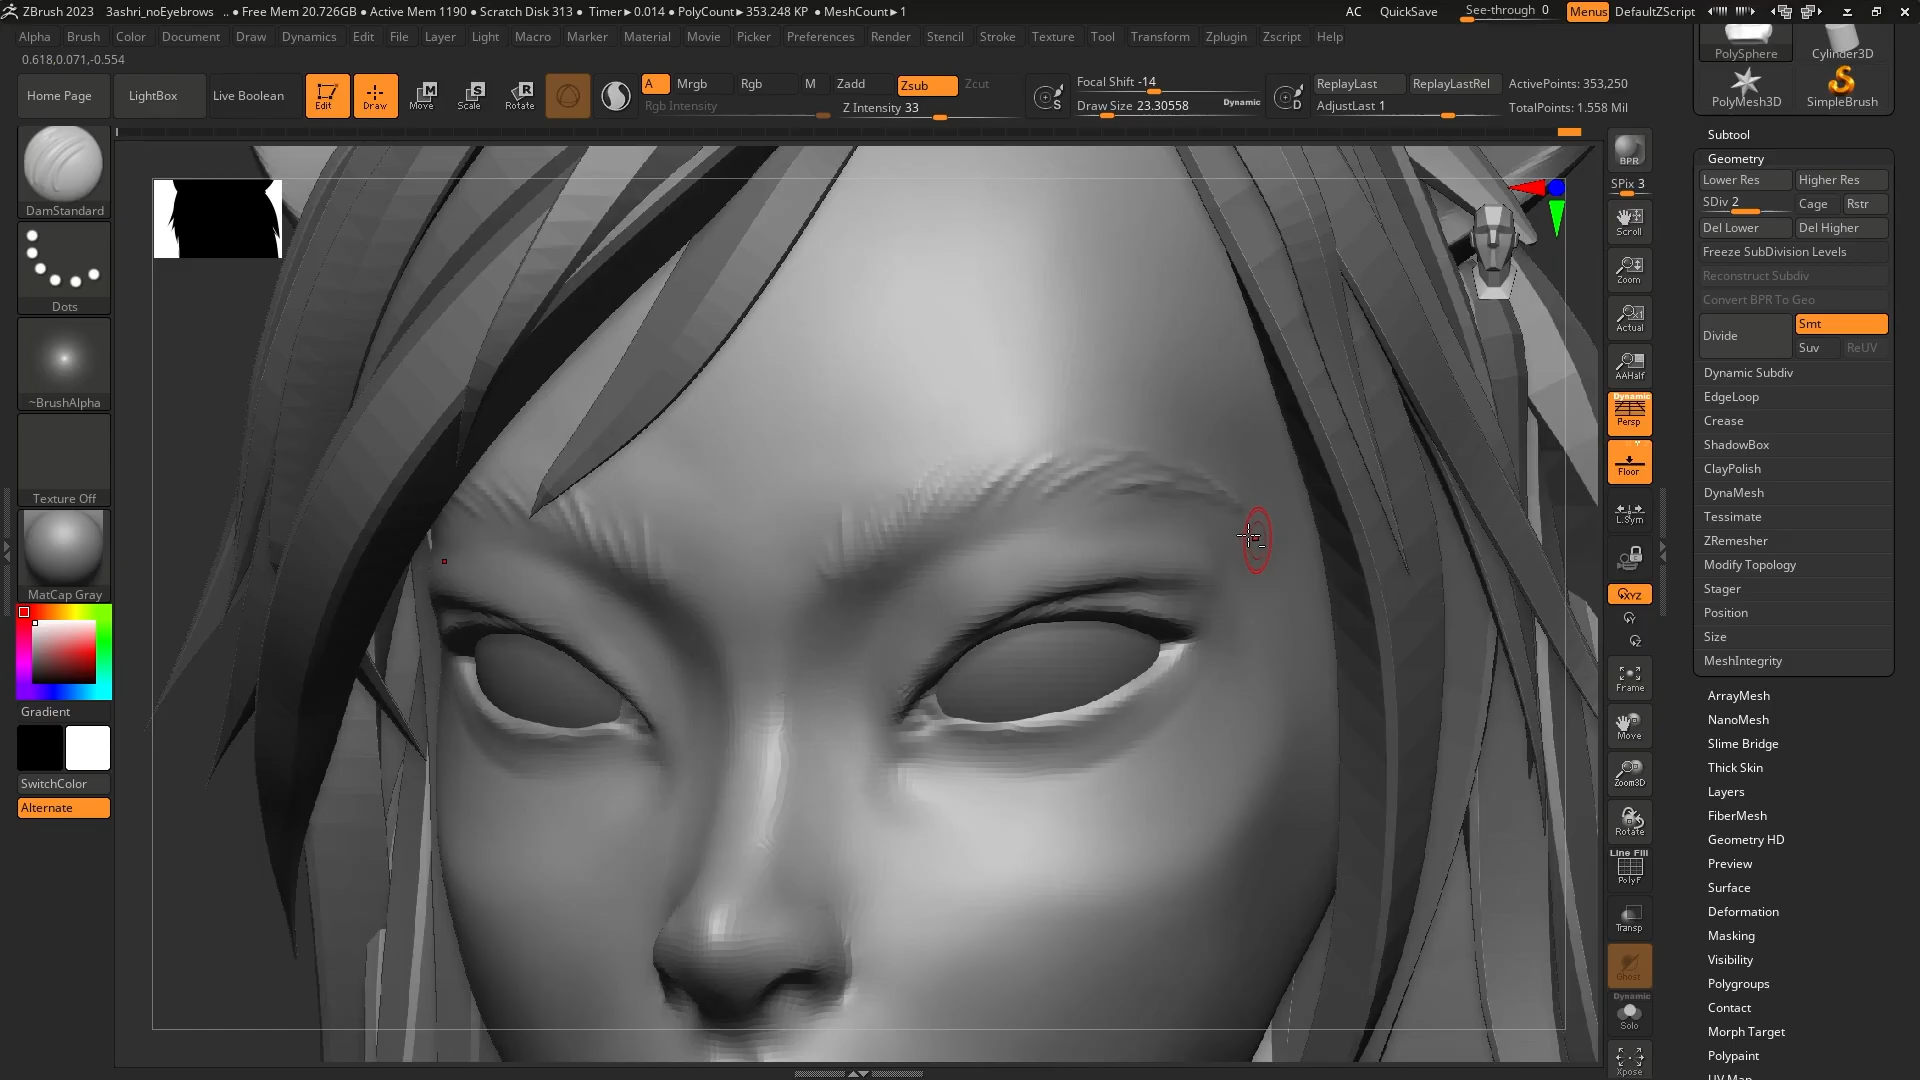 ZBrush 2023 3ashri_noEyebrows .. ● Free Mem 20.726GB ● Active Mem 1190 ● Scratch Disk 313 ● Timer▸0.014 ● PolyCount▸353.248 KP ● MeshCount▸1 AC QuickSave See-through 0 Menus DefaultZScript
Alpha Brush Color Document Draw Dynamics Edit File Layer Light Macro Marker Material Movie Picker Preferences Render Stencil Stroke Texture Tool Transform Zplugin Zscript Help
0.618,0.071,-0.554
Home Page LightBox Live Boolean Edit Draw Move Scale Rotate
A Mrgb Rgb M Zadd Zsub Zcut
Rgb Intensity Z Intensity 33
S Focal Shift -14
Draw Size 23.30558 Dynamic
D ReplayLast ReplayLastRel ActivePoints: 353,250
AdjustLast 1 TotalPoints: 1.558 Mil
DamStandard
Dots
~BrushAlpha
Texture Off
MatCap Gray
Gradient
SwitchColor
Alternate
BPR
SPix 3
Scroll
Zoom
Actual
AAHalf
Dynamic
Persp
Floor
L.Sym
XYZ
Y
Z
Frame
Move
Zoom3D
Rotate
Line Fill
PolyF
Transp
Ghost
Dynamic
Solo
Xpose
PolySphere Cylinder3D
PolyMesh3D SimpleBrush
Subtool
Geometry
Lower Res Higher Res
SDiv 2 Cage Rstr
Del Lower Del Higher
Freeze SubDivision Levels
Reconstruct Subdiv
Convert BPR To Geo
Divide Smt
Suv ReUV
Dynamic Subdiv
EdgeLoop
Crease
ShadowBox
ClayPolish
DynaMesh
Tessimate
ZRemesher
Modify Topology
Stager
Position
Size
MeshIntegrity
ArrayMesh
NanoMesh
Slime Bridge
Thick Skin
Layers
FiberMesh
Geometry HD
Preview
Surface
Deformation
Masking
Visibility
Polygroups
Contact
Morph Target
Polypaint
UV Map